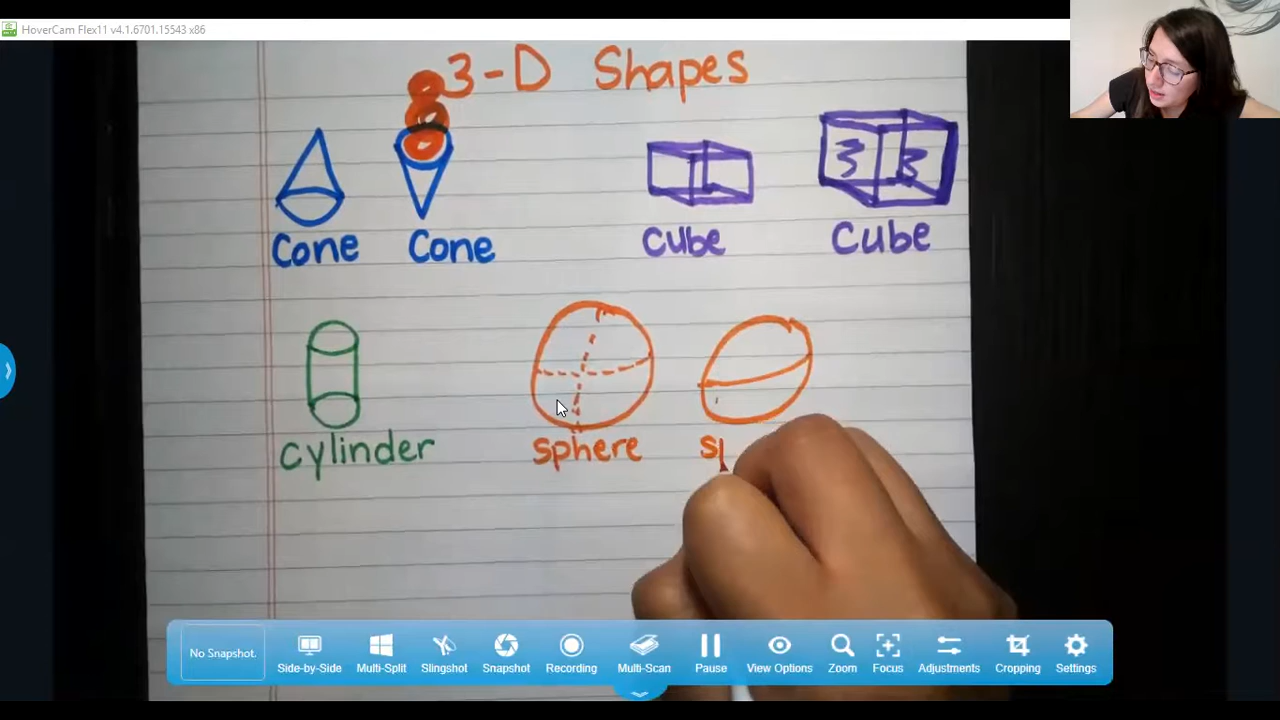 HoverCam Flex11 v4.1.6701.15543 x86
3-D Shapes
Cone Cone Cube Cube
3 3
cylinder sphere sp
No Snapshot.
Side-by-Side Multi-Split Slingshot Snapshot Recording Multi-Scan Pause View Options Zoom Focus Adjustments Cropping Settings